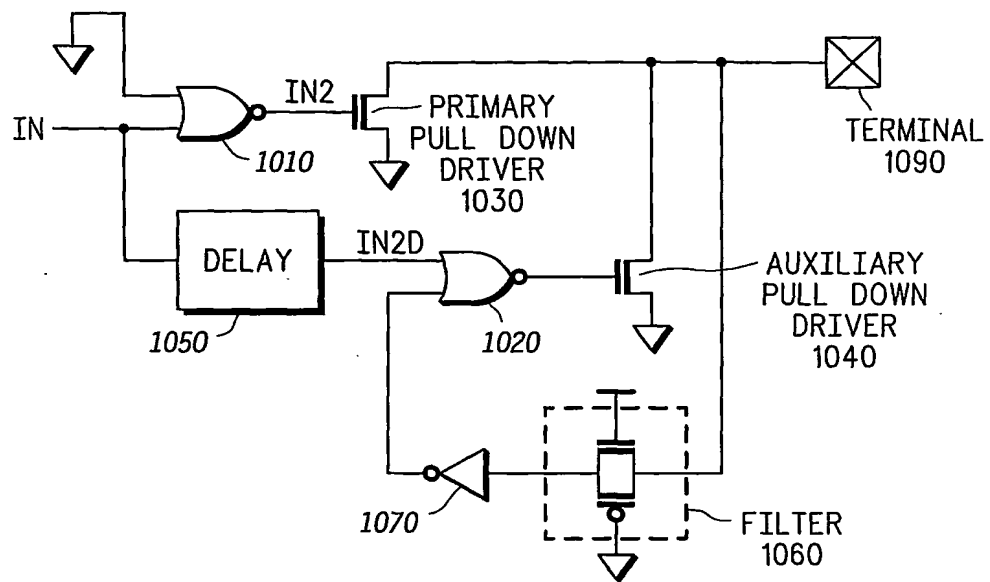 IN
IN2
1010
PRIMARY
PULL DOWN
DRIVER
1030
TERMINAL
1090
DELAY
1050
IN2D
1020
AUXILIARY
PULL DOWN
DRIVER
1040
1070
FILTER
1060